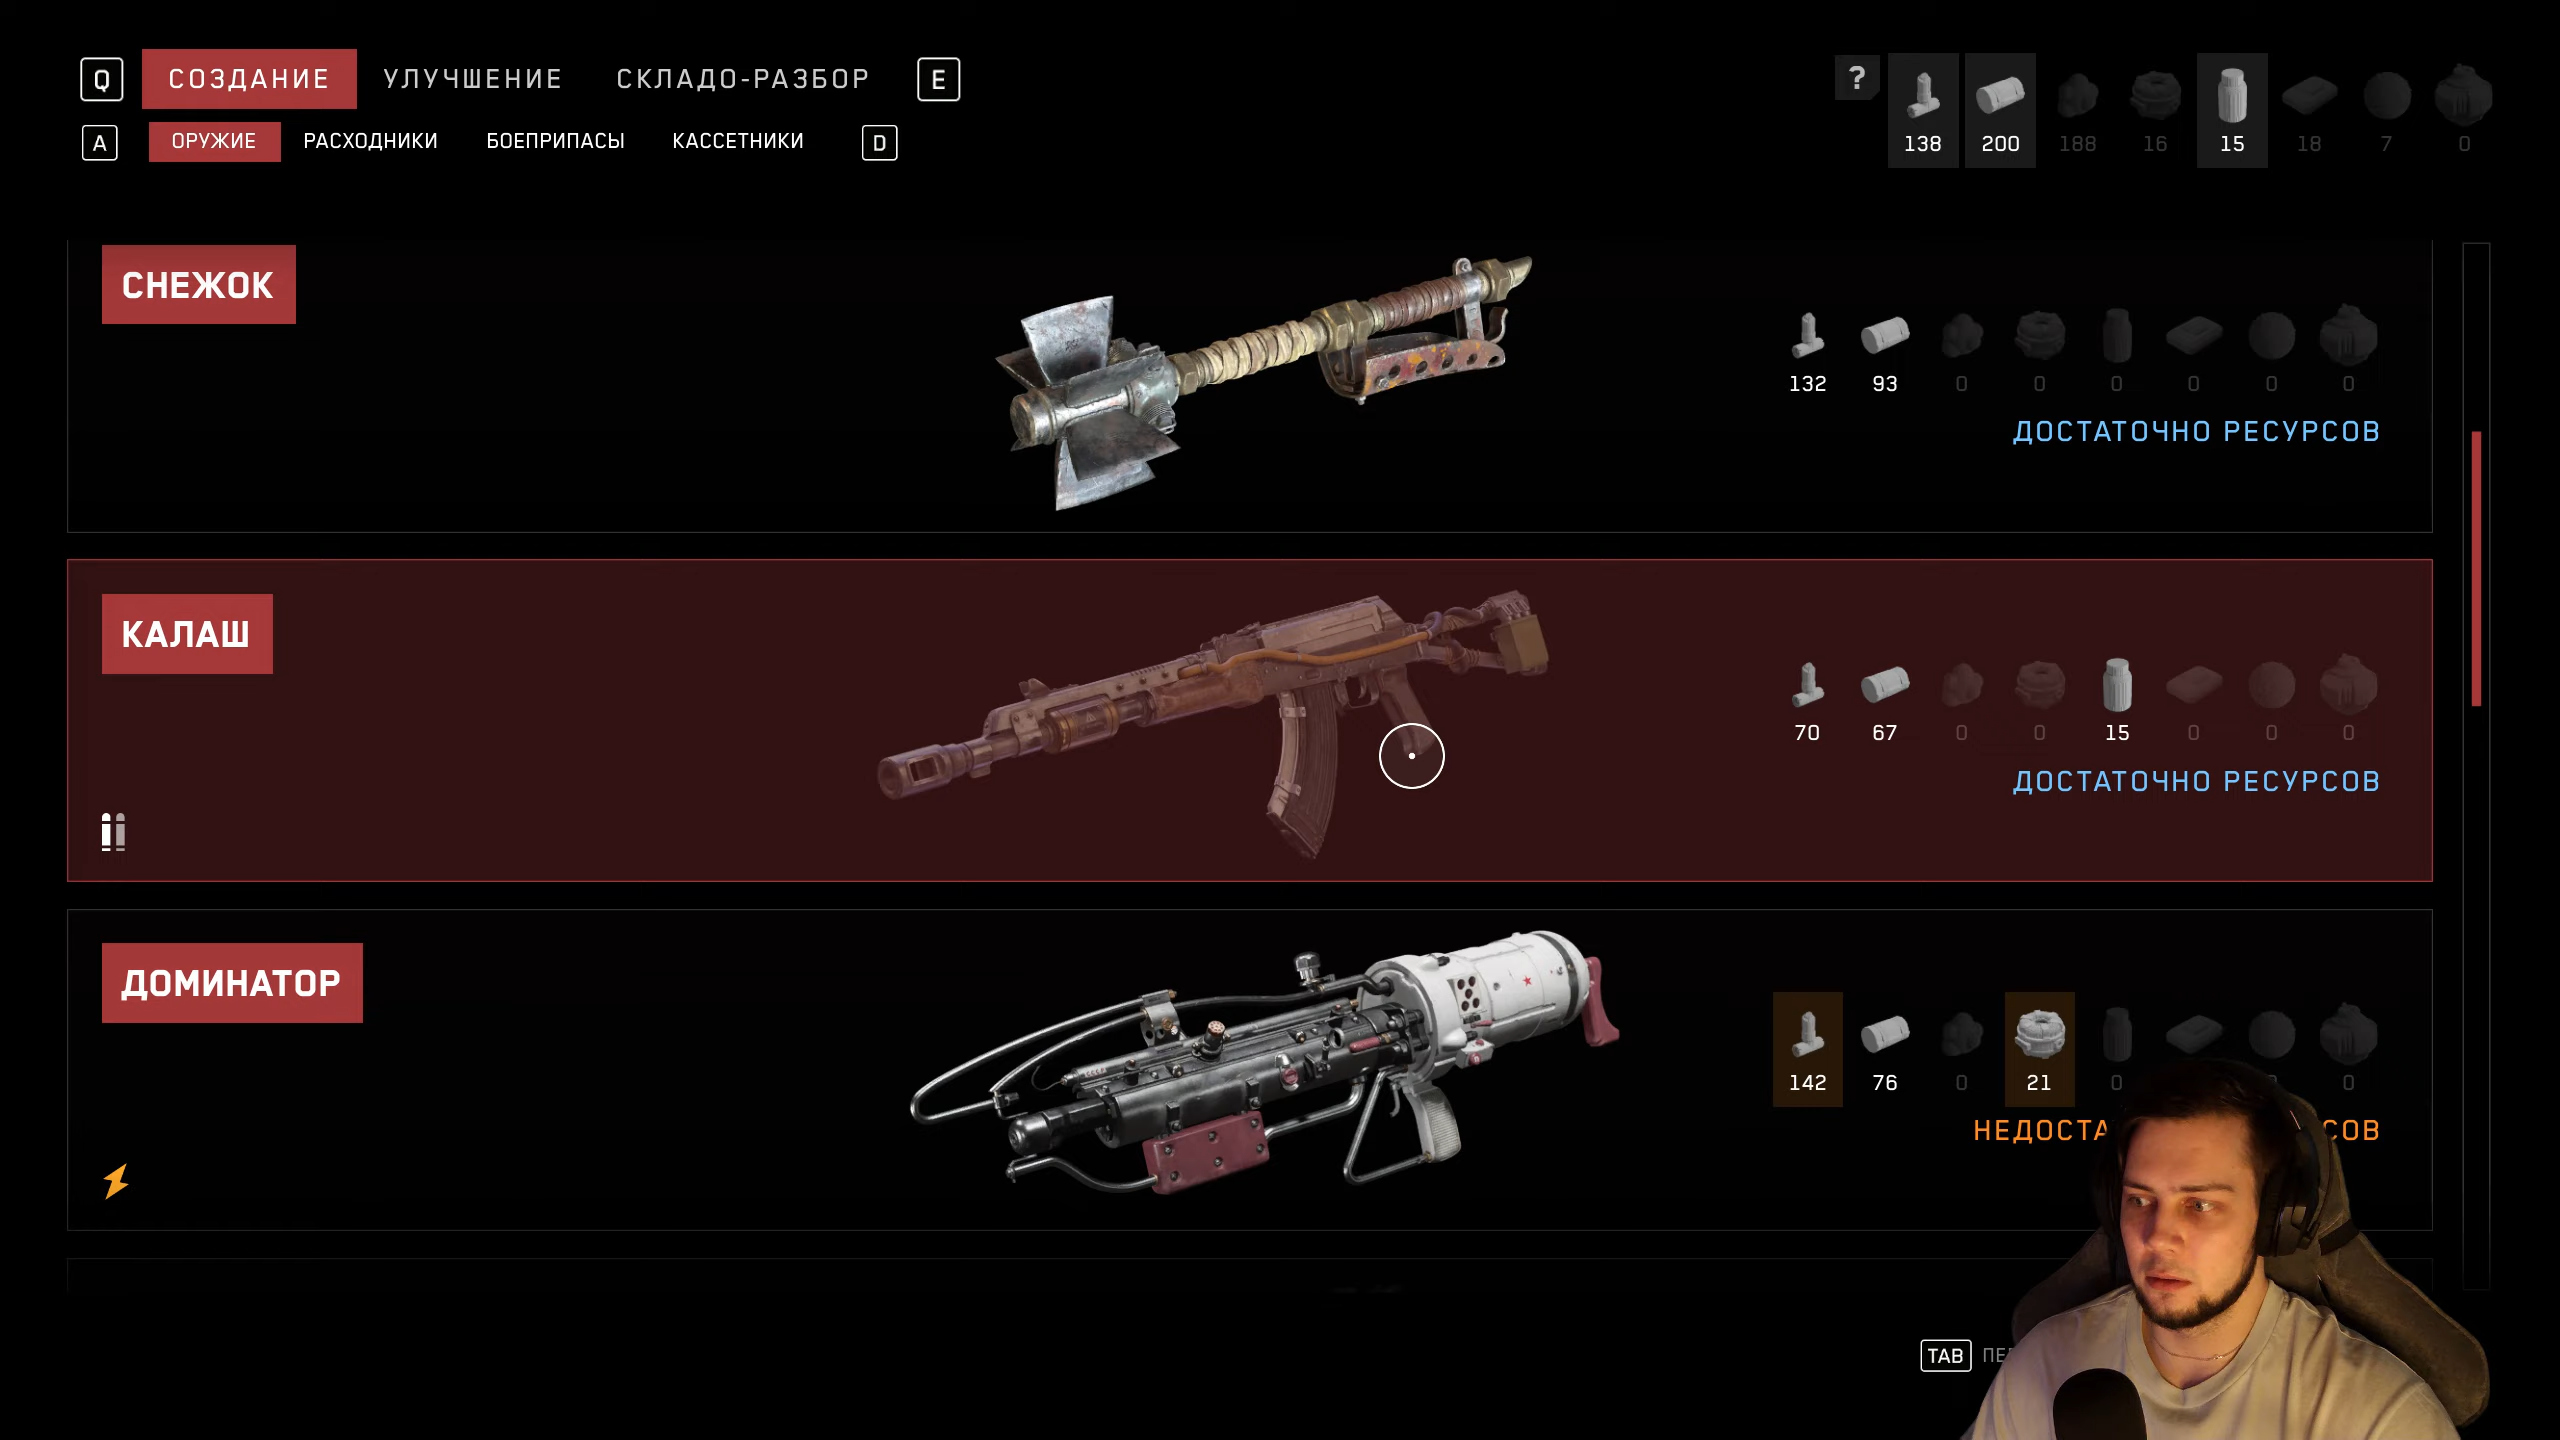 Q СОЗДАНИЕ УЛУЧШЕНИЕ СКЛАДО-РАЗБОР E
A ОРУЖИЕ РАСХОДНИКИ БОЕПРИПАСЫ КАССЕТНИКИ D
?
138 200 188 16 15 18 7 0
СНЕЖОК
132 93 0 0 0 0 0 0
ДОСТАТОЧНО РЕСУРСОВ
КАЛАШ
70 67 0 0 15 0 0 0
ДОСТАТОЧНО РЕСУРСОВ
ДОМИНАТОР
142 76 0 21 0 0
TAB